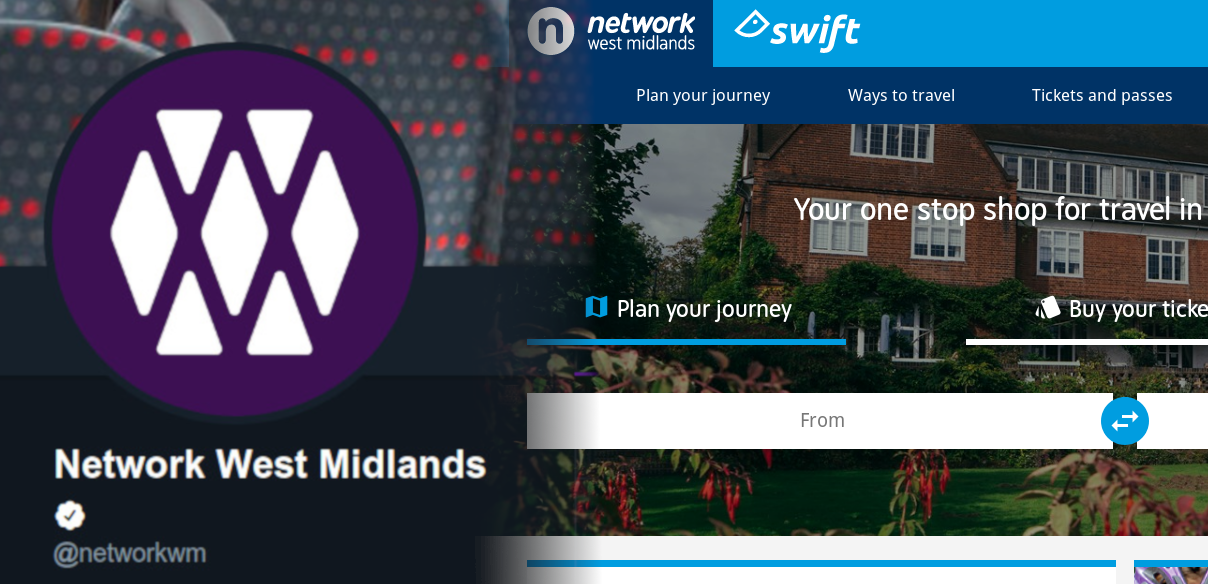 n network
west midlands
swift
Plan your journey
Ways to travel
Tickets and passes
Your one stop shop for travel in
Plan your journey
Buy your ticke
From
Network West Midlands
@networkwm